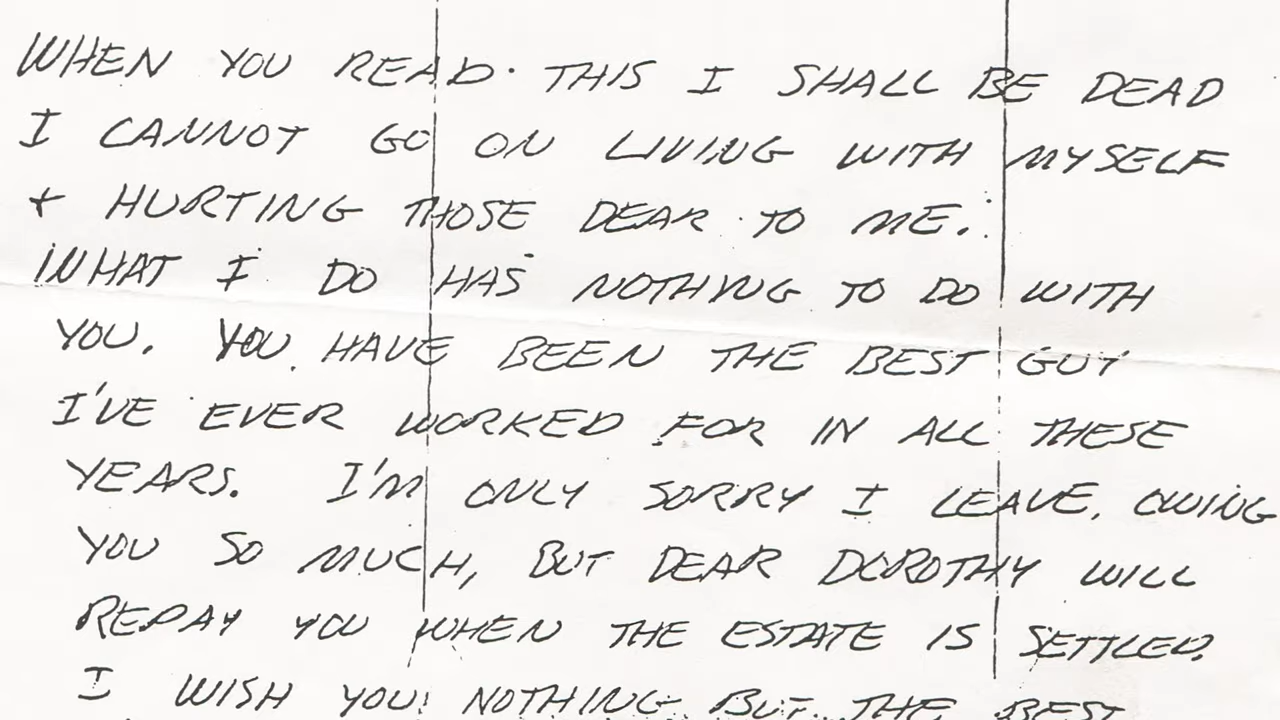 WHEN YOU READ THIS I SHALL BE DEAD
I CANNOT GO ON LIVING WITH MYSELF
+ HURTING THOSE DEAR TO ME.
WHAT I DO HAS NOTHING TO DO WITH
YOU. YOU HAVE BEEN THE BEST GUY
I'VE EVER WORKED FOR IN ALL THESE
YEARS. I'M ONLY SORRY I LEAVE, OWING
YOU SO MUCH, BUT DEAR DOROTHY WILL
REPAY YOU WHEN THE ESTATE IS SETTLED.
I WISH YOU NOTHING BUT THE BEST